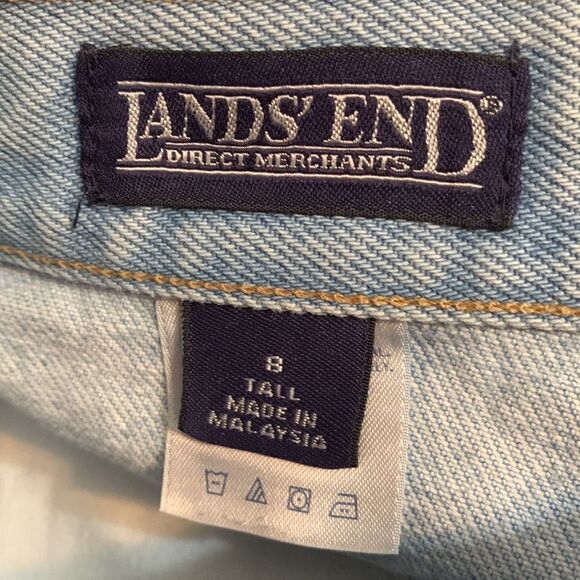 LANDS' END®
DIRECT MERCHANTS
8
TALL
MADE IN
MALAYSIA